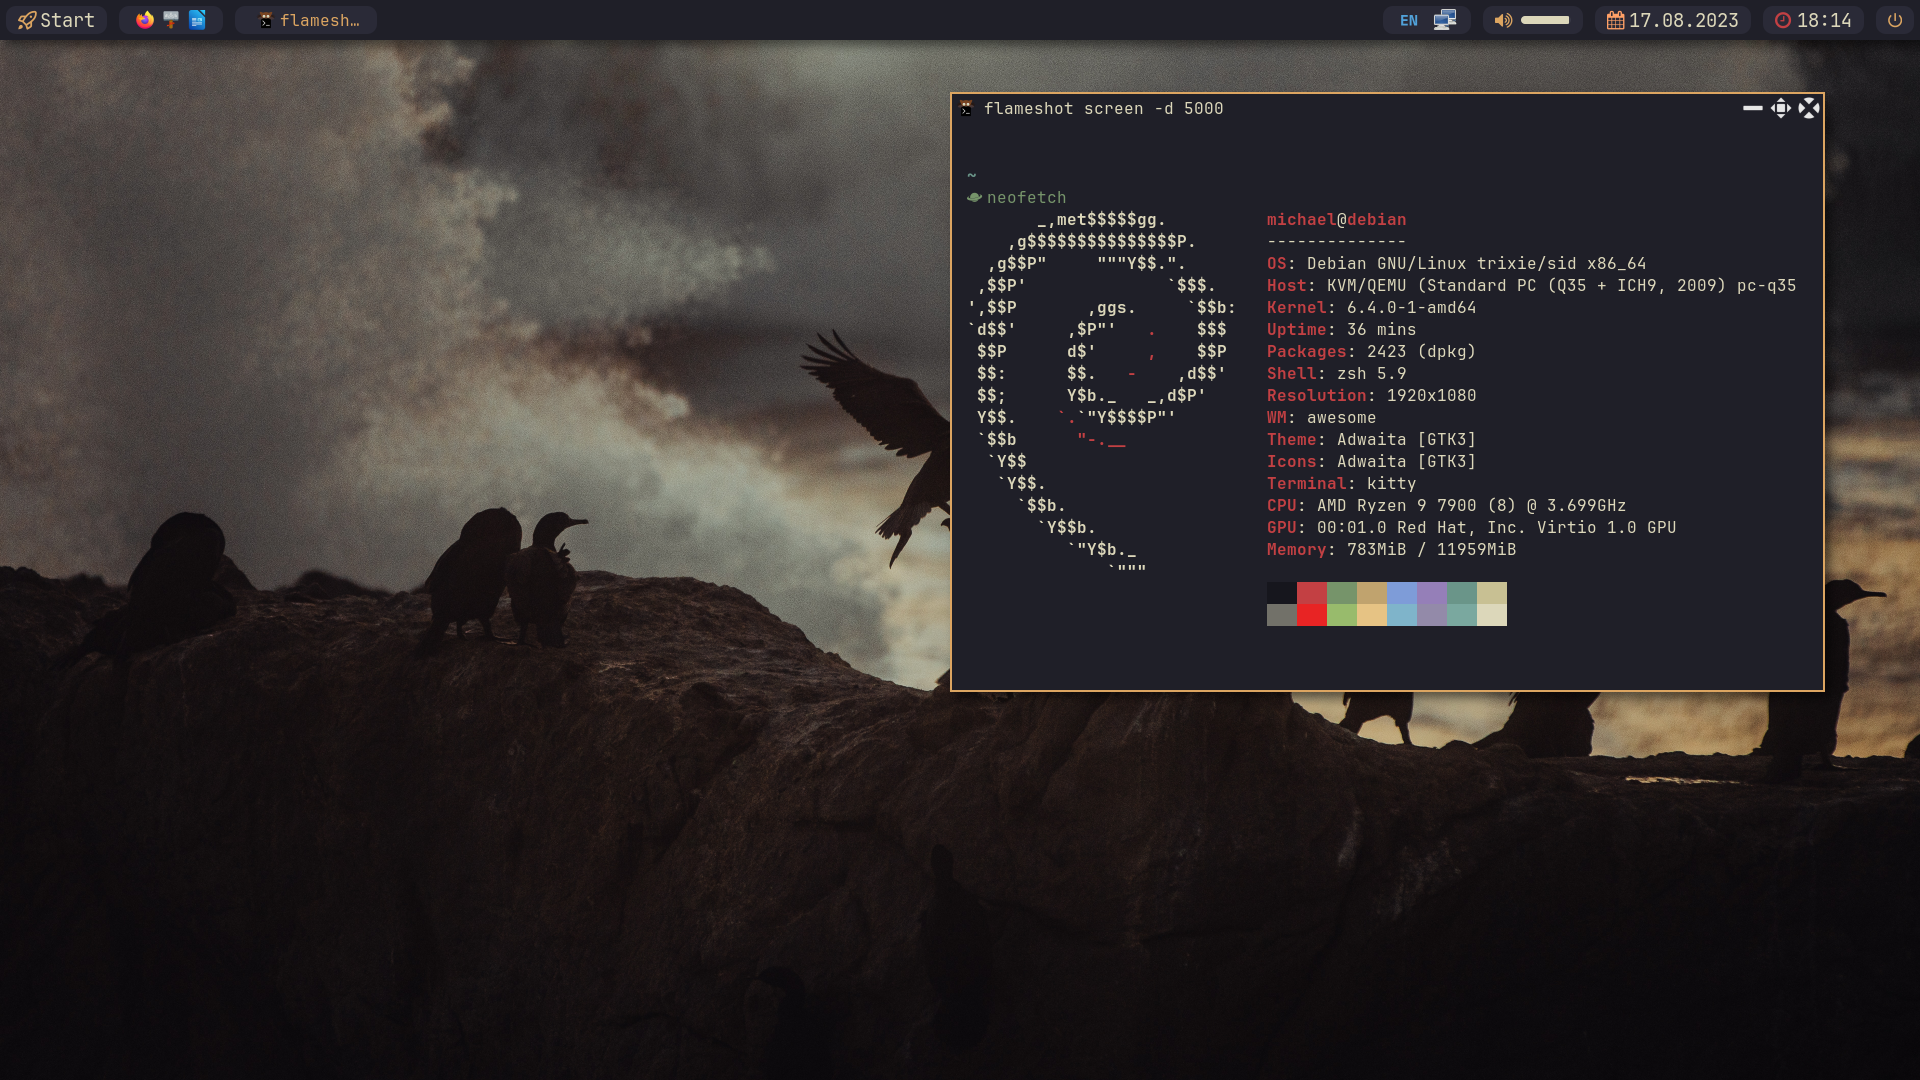 Start
flamesh…
EN
17.08.2023
18:14
flameshot screen -d 5000
~
neofetch
_,met$$$$$gg.
,g$$$$$$$$$$$$$$$P.
,g$$P"     """Y$$.".
,$$P'              `$$$.
',$$P       ,ggs.     `$$b:
`d$$'     ,$P"'   .    $$$
$$P      d$'     ,    $$P
$$:      $$.   -    ,d$$'
$$;      Y$b._   _,d$P'
Y$$.    `.`"Y$$$$P"'
`$$b      "-.__
`Y$$
`Y$$.
`$$b.
`Y$$b.
`"Y$b._
`"""
michael@debian
--------------
OS: Debian GNU/Linux trixie/sid x86_64
Host: KVM/QEMU (Standard PC (Q35 + ICH9, 2009) pc-q35
Kernel: 6.4.0-1-amd64
Uptime: 36 mins
Packages: 2423 (dpkg)
Shell: zsh 5.9
Resolution: 1920x1080
WM: awesome
Theme: Adwaita [GTK3]
Icons: Adwaita [GTK3]
Terminal: kitty
CPU: AMD Ryzen 9 7900 (8) @ 3.699GHz
GPU: 00:01.0 Red Hat, Inc. Virtio 1.0 GPU
Memory: 783MiB / 11959MiB